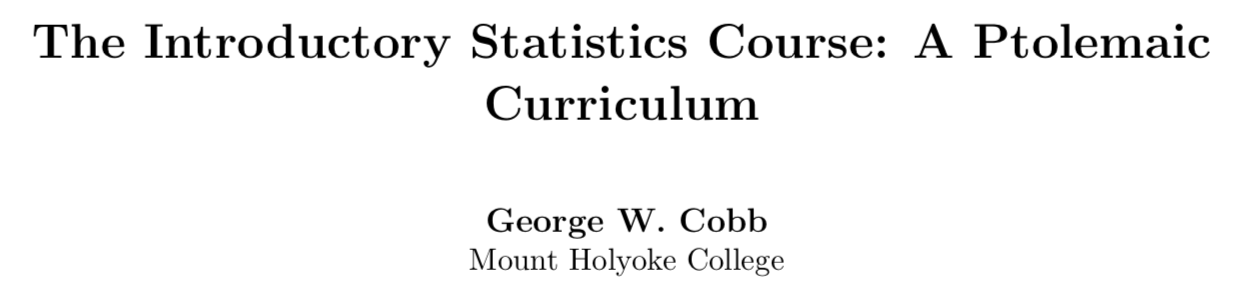 The Introductory Statistics Course: A Ptolemaic
Curriculum
George W. Cobb
Mount Holyoke College